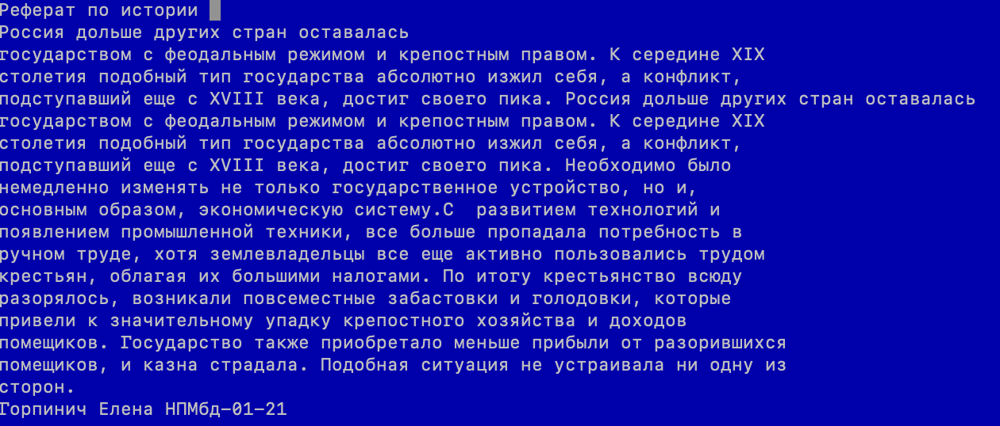 Реферат по истории
Россия дольше других стран оставалась
государством с феодальным режимом и крепостным правом. К середине XIX
столетия подобный тип государства абсолютно изжил себя, а конфликт,
подступавший еще с XVIII века, достиг своего пика. Россия дольше других стран оставалась
государством с феодальным режимом и крепостным правом. К середине XIX
столетия подобный тип государства абсолютно изжил себя, а конфликт,
подступавший еще с XVIII века, достиг своего пика. Необходимо было
немедленно изменять не только государственное устройство, но и,
основным образом, экономическую систему.С  развитием технологий и
появлением промышленной техники, все больше пропадала потребность в
ручном труде, хотя землевладельцы все еще активно пользовались трудом
крестьян, облагая их большими налогами. По итогу крестьянство всюду
разорялось, возникали повсеместные забастовки и голодовки, которые
привели к значительному упадку крепостного хозяйства и доходов
помещиков. Государство также приобретало меньше прибыли от разорившихся
помещиков, и казна страдала. Подобная ситуация не устраивала ни одну из
сторон.
Горпинич Елена НПМбд-01-21